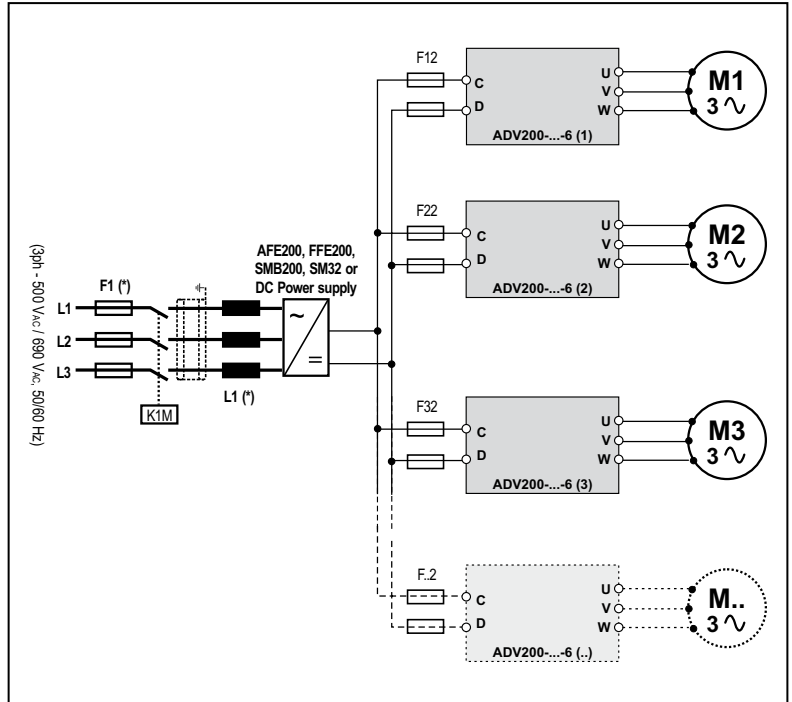 F12
C
D
U
V
W
ADV200-...-6 (1)
M1
3 ∿
F22
C
D
U
V
W
ADV200-...-6 (2)
M2
3 ∿
AFE200, FFE200,
SMB200, SM32 or
DC Power supply
(3ph - 500 VAC / 690 VAC, 50/60 Hz)
F1 (*)
L1
L2
L3
K1M
L1 (*)
~
=
F32
C
D
U
V
W
ADV200-...-6 (3)
M3
3 ∿
F..2
C
D
U
V
W
ADV200-...-6 (..)
M..
3 ∿